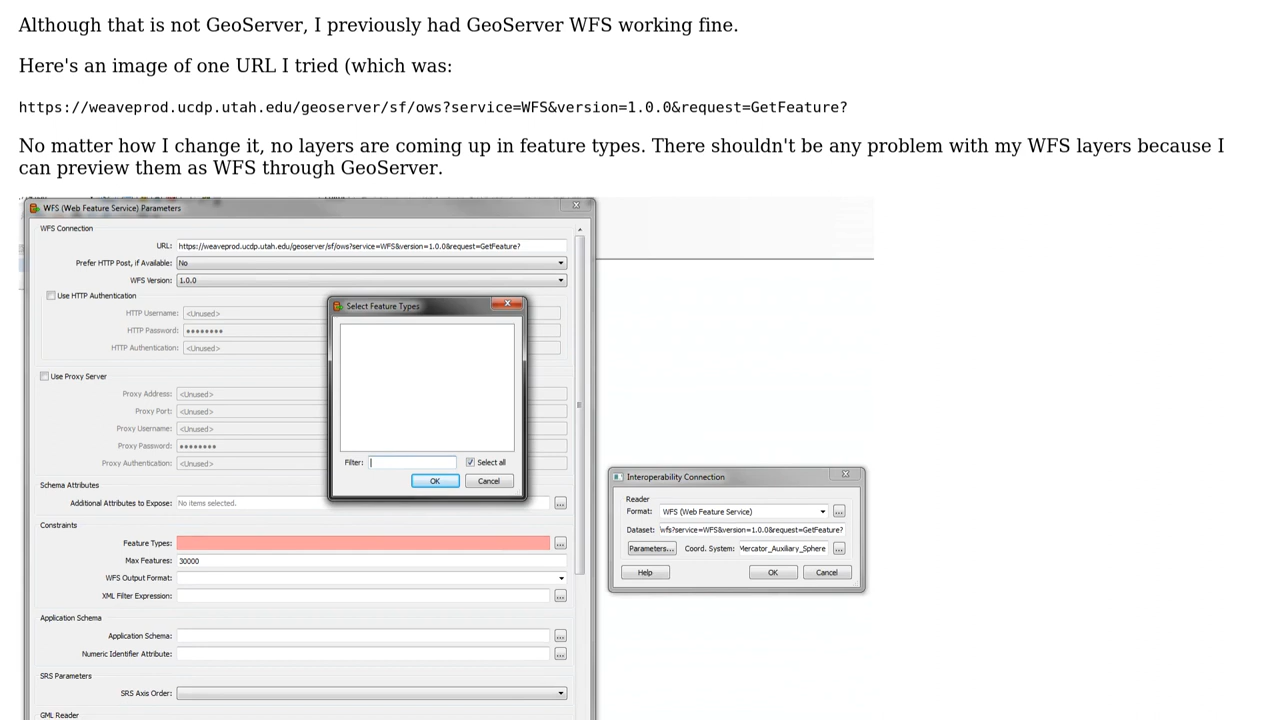 Although that is not GeoServer, I previously had GeoServer WFS working fine.
Here's an image of one URL I tried (which was:
https://weaveprod.ucdp.utah.edu/geoserver/sf/ows?service=WFS&version=1.0.0&request=GetFeature?
No matter how I change it, no layers are coming up in feature types. There shouldn't be any problem with my WFS layers because I
can preview them as WFS through GeoServer.
WFS (Web Feature Service) Parameters
WFS Connection
URL: https://weaveprod.ucdp.utah.edu/geoserver/sf/ows?service=WFS&version=1.0.0&request=GetFeature?
Prefer HTTP Post, if Available: No
WFS Version: 1.0.0
Use HTTP Authentication
HTTP Username: <Unused>
HTTP Password: ••••••••
HTTP Authentication: <Unused>
Use Proxy Server
Proxy Address: <Unused>
Proxy Port: <Unused>
Proxy Username: <Unused>
Proxy Password: ••••••••
Proxy Authentication: <Unused>
Schema Attributes
Additional Attributes to Expose: No items selected. ...
Constraints
Feature Types: ...
Max Features: 30000
WFS Output Format:
XML Filter Expression: ...
Application Schema
Application Schema: ...
Numeric Identifier Attribute: ...
SRS Parameters
SRS Axis Order:
GML Reader
Select Feature Types
Filter: Select all
OK Cancel
Interoperability Connection
Reader
Format: WFS (Web Feature Service) ...
Dataset: wfs?service=WFS&version=1.0.0&request=GetFeature?
Parameters... Coord. System: Mercator_Auxiliary_Sphere ...
Help OK Cancel